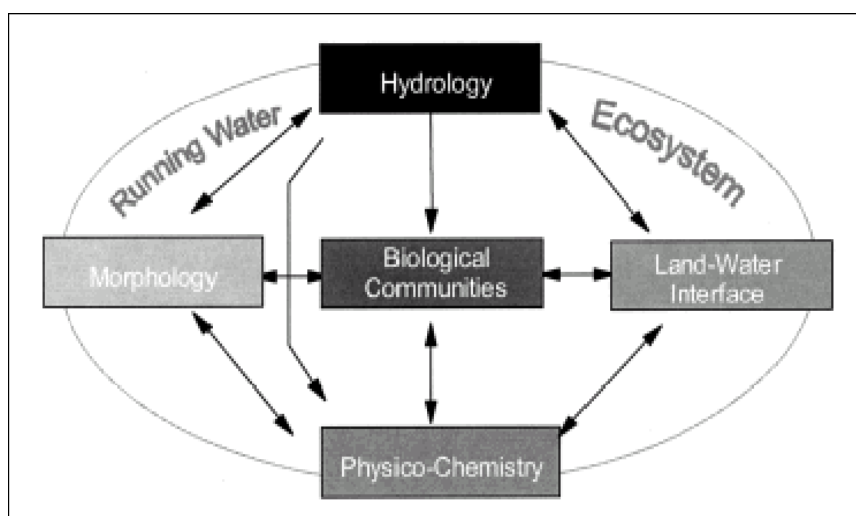 Hydrology
Running Water
Ecosystem
Morphology
Biological
Communities
Land-Water
Interface
Physico-Chemistry